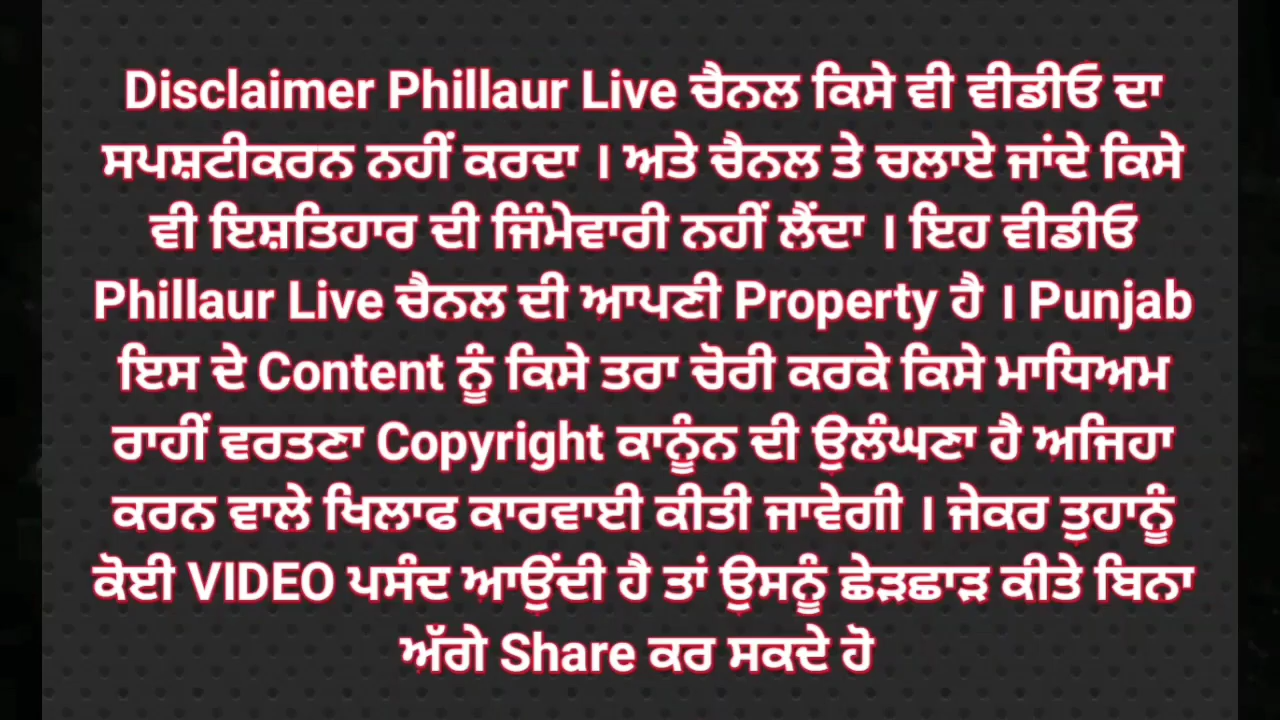 Disclaimer Phillaur Live ਚੈਨਲ ਕਿਸੇ ਵੀ ਵੀਡੀਓ ਦਾ
ਸਪਸ਼ਟੀਕਰਨ ਨਹੀਂ ਕਰਦਾ । ਅਤੇ ਚੈਨਲ ਤੇ ਚਲਾਏ ਜਾਂਦੇ ਕਿਸੇ
ਵੀ ਇਸ਼ਤਿਹਾਰ ਦੀ ਜਿੰਮੇਵਾਰੀ ਨਹੀਂ ਲੈਂਦਾ । ਇਹ ਵੀਡੀਓ
Phillaur Live ਚੈਨਲ ਦੀ ਆਪਣੀ Property ਹੈ । Punjab
ਇਸ ਦੇ Content ਨੂੰ ਕਿਸੇ ਤਰਾ ਚੋਰੀ ਕਰਕੇ ਕਿਸੇ ਮਾਧਿਅਮ
ਰਾਹੀਂ ਵਰਤਣਾ Copyright ਕਾਨੂੰਨ ਦੀ ਉਲੰਘਣਾ ਹੈ ਅਜਿਹਾ
ਕਰਨ ਵਾਲੇ ਖਿਲਾਫ ਕਾਰਵਾਈ ਕੀਤੀ ਜਾਵੇਗੀ । ਜੇਕਰ ਤੁਹਾਨੂੰ
ਕੋਈ VIDEO ਪਸੰਦ ਆਉਂਦੀ ਹੈ ਤਾਂ ਉਸਨੂੰ ਛੇੜਛਾੜ ਕੀਤੇ ਬਿਨਾ
ਅੱਗੇ Share ਕਰ ਸਕਦੇ ਹੋ